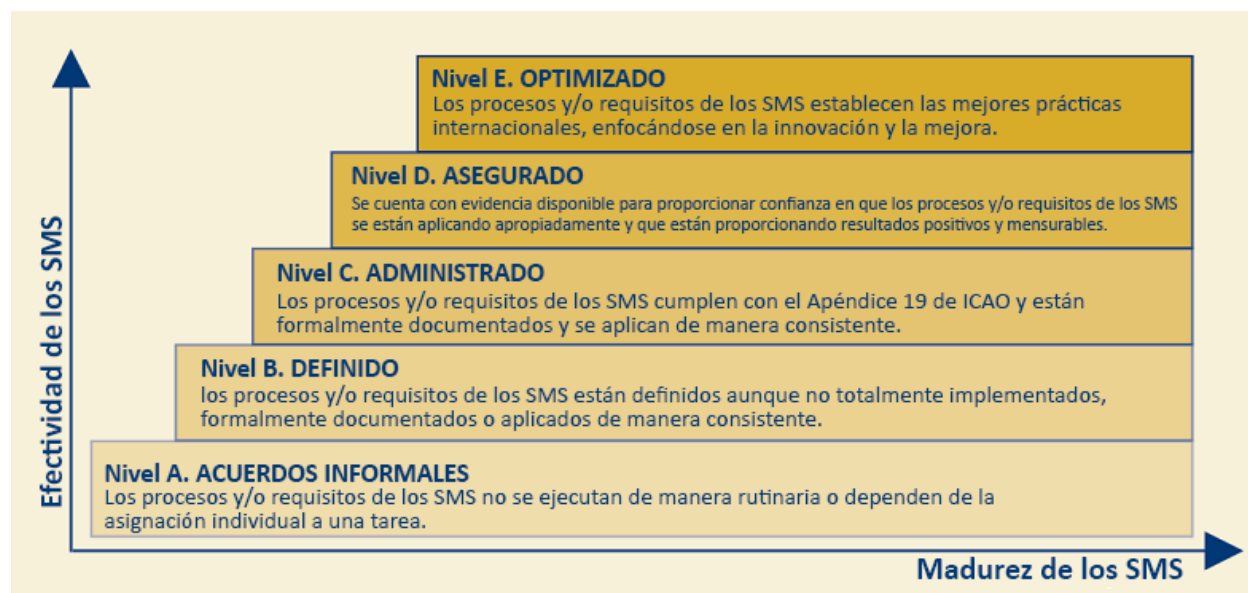 Efectividad de los SMS
Nivel E. OPTIMIZADO
Los procesos y/o requisitos de los SMS establecen las mejores prácticas
internacionales, enfocándose en la innovación y la mejora.
Nivel D. ASEGURADO
Se cuenta con evidencia disponible para proporcionar confianza en que los procesos y/o requisitos de los SMS
se están aplicando apropiadamente y que están proporcionando resultados positivos y mensurables.
Nivel C. ADMINISTRADO
Los procesos y/o requisitos de los SMS cumplen con el Apéndice 19 de ICAO y están
formalmente documentados y se aplican de manera consistente.
Nivel B. DEFINIDO
los procesos y/o requisitos de los SMS están definidos aunque no totalmente implementados,
formalmente documentados o aplicados de manera consistente.
Nivel A. ACUERDOS INFORMALES
Los procesos y/o requisitos de los SMS no se ejecutan de manera rutinaria o dependen de la
asignación individual a una tarea.
Madurez de los SMS